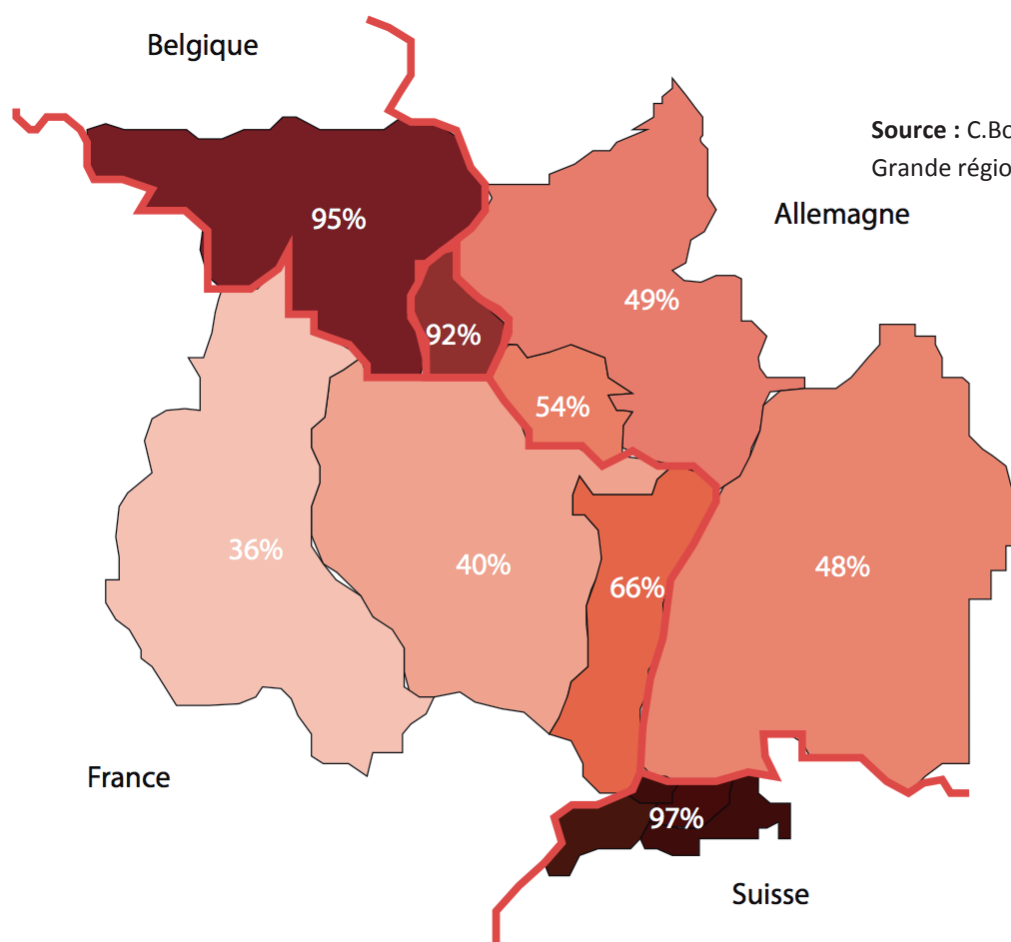 Belgique
Source : C.Bo
Grande régio
Allemagne
95%
49%
92%
54%
36%
40%
66%
48%
France
97%
Suisse